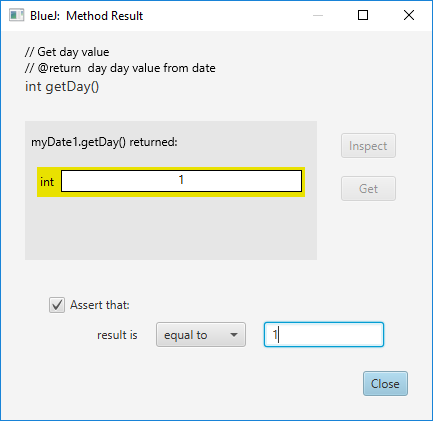 BlueJ:  Method Result
// Get day value
// @return  day day value from date
int getDay()
myDate1.getDay() returned:
int 1
Inspect
Get
Assert that:
result is equal to 1
Close